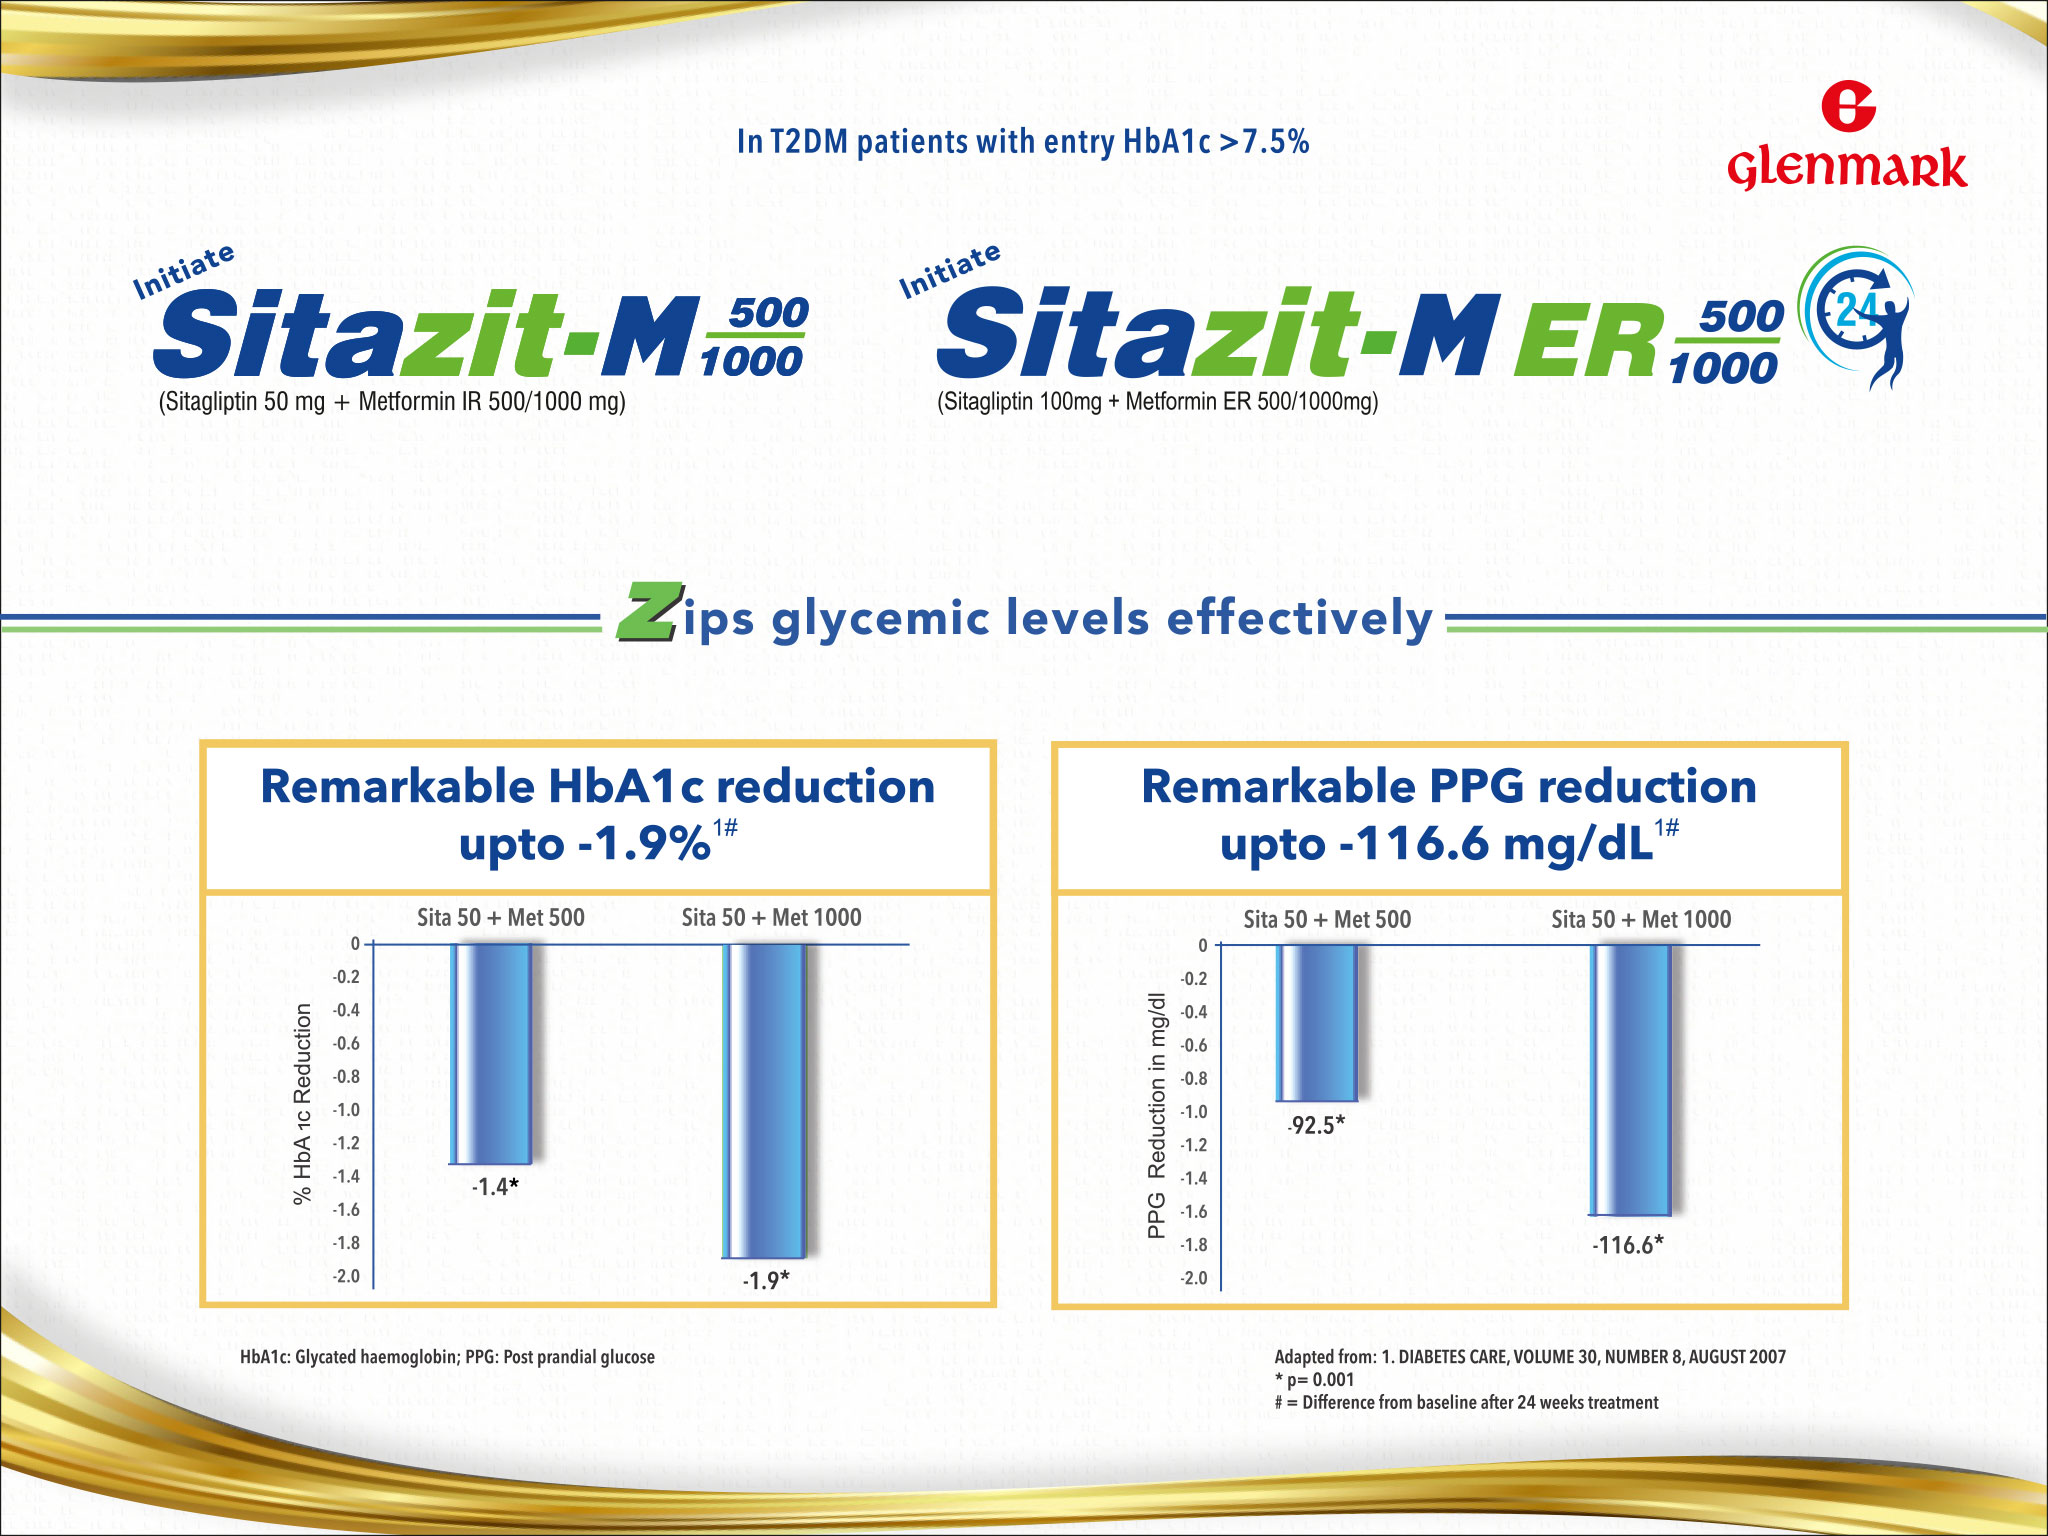 In T2DM patients with entry HbA1c >7.5%
Glenmark
Initiate
Sitazit-M 500
1000
(Sitagliptin 50 mg + Metformin IR 500/1000 mg)
Initiate
Sitazit-M ER 500
1000
24
(Sitagliptin 100mg + Metformin ER 500/1000mg)
Zips glycemic levels effectively
Remarkable HbA1c reduction
upto -1.9%1#
Sita 50 + Met 500
Sita 50 + Met 1000
% HbA 1c Reduction
0
-0.2
-0.4
-0.6
-0.8
-1.0
-1.2
-1.4
-1.6
-1.8
-2.0
-1.4*
-1.9*
Remarkable PPG reduction
upto -116.6 mg/dL1#
Sita 50 + Met 500
Sita 50 + Met 1000
PPG Reduction in mg/dl
0
-0.2
-0.4
-0.6
-0.8
-1.0
-1.2
-1.4
-1.6
-1.8
-2.0
-92.5*
-116.6*
HbA1c: Glycated haemoglobin; PPG: Post prandial glucose
Adapted from: 1. DIABETES CARE, VOLUME 30, NUMBER 8, AUGUST 2007
* p= 0.001
# = Difference from baseline after 24 weeks treatment